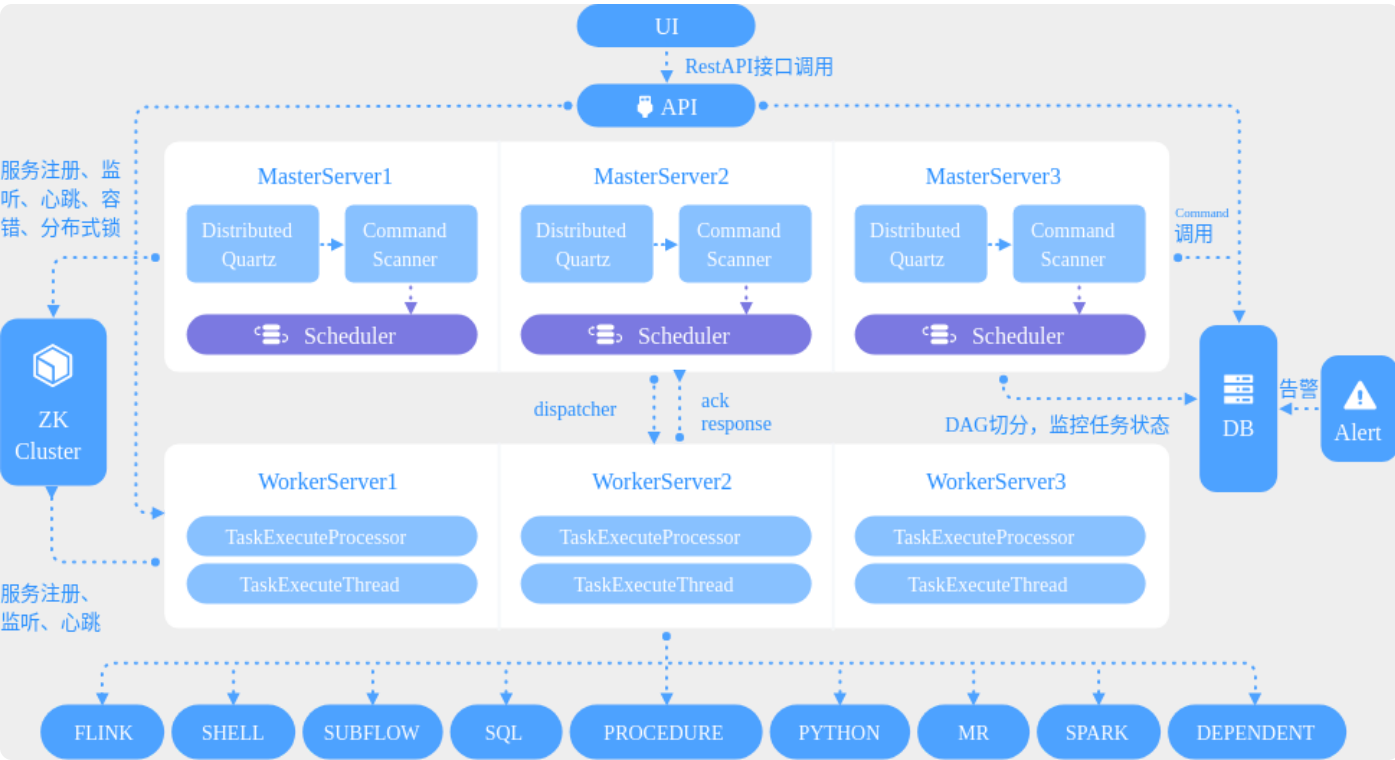 UI
RestAPI接口调用
API
服务注册、监
听、心跳、容
错、分布式锁
MasterServer1
MasterServer2
MasterServer3
Distributed
Quartz
Command
Scanner
Distributed
Quartz
Command
Scanner
Distributed
Quartz
Command
Scanner
Command
调用
Scheduler
Scheduler
Scheduler
ZK
Cluster
dispatcher
ack
response
DAG切分，监控任务状态
DB
告警
Alert
WorkerServer1
WorkerServer2
WorkerServer3
TaskExecuteProcessor
TaskExecuteProcessor
TaskExecuteProcessor
TaskExecuteThread
TaskExecuteThread
TaskExecuteThread
服务注册、
监听、心跳
FLINK
SHELL
SUBFLOW
SQL
PROCEDURE
PYTHON
MR
SPARK
DEPENDENT